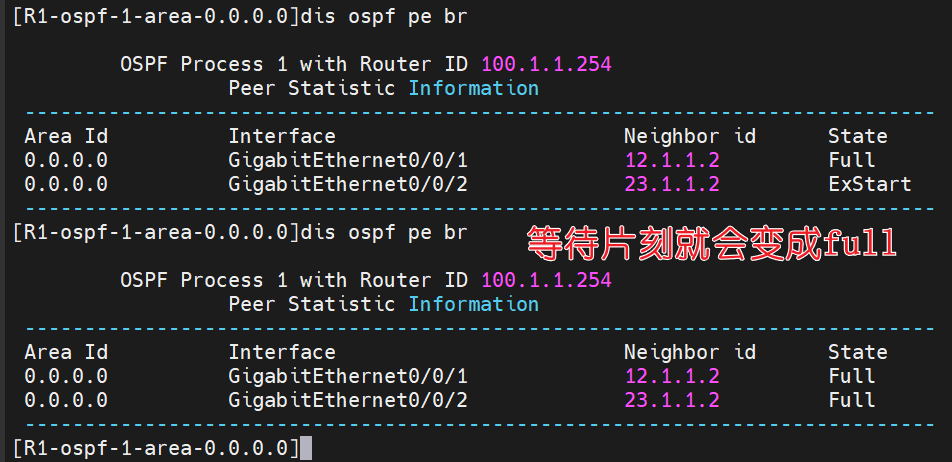 [R1-ospf-1-area-0.0.0.0]dis ospf pe br
OSPF Process 1 with Router ID 100.1.1.254
Peer Statistic Information
----------------------------------------------------------------------------
Area Id Interface Neighbor id State
0.0.0.0 GigabitEthernet0/0/1 12.1.1.2 Full
0.0.0.0 GigabitEthernet0/0/2 23.1.1.2 ExStart
----------------------------------------------------------------------------
[R1-ospf-1-area-0.0.0.0]dis ospf pe br
等待片刻就会变成full
OSPF Process 1 with Router ID 100.1.1.254
Peer Statistic Information
----------------------------------------------------------------------------
Area Id Interface Neighbor id State
0.0.0.0 GigabitEthernet0/0/1 12.1.1.2 Full
0.0.0.0 GigabitEthernet0/0/2 23.1.1.2 Full
----------------------------------------------------------------------------
[R1-ospf-1-area-0.0.0.0]